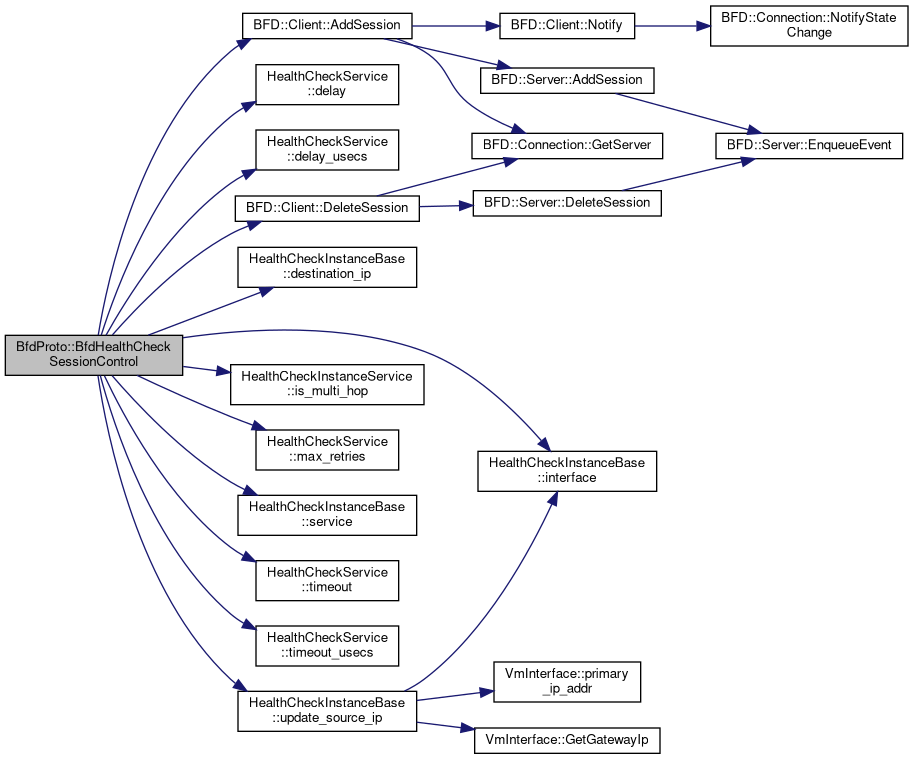 BfdProto::BfdHealthCheck
SessionControl
BFD::Client::AddSession
HealthCheckService
::delay
HealthCheckService
::delay_usecs
BFD::Client::DeleteSession
HealthCheckInstanceBase
::destination_ip
HealthCheckInstanceService
::is_multi_hop
HealthCheckService
::max_retries
HealthCheckInstanceBase
::service
HealthCheckService
::timeout
HealthCheckService
::timeout_usecs
HealthCheckInstanceBase
::update_source_ip
BFD::Client::Notify
BFD::Server::AddSession
BFD::Connection::GetServer
BFD::Server::DeleteSession
HealthCheckInstanceBase
::interface
VmInterface::primary
_ip_addr
VmInterface::GetGatewayIp
BFD::Connection::NotifyState
Change
BFD::Server::EnqueueEvent